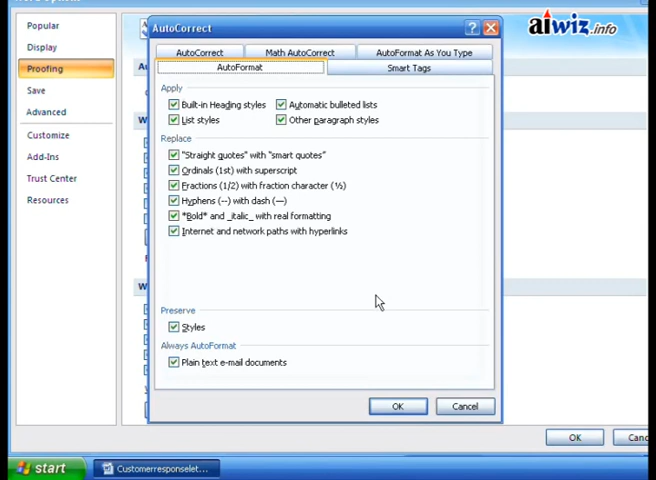 Popular
Display
Proofing
Save
Advanced
Customize
Add-Ins
Trust Center
Resources
AutoCorrect
aiwiz.info
AutoCorrect
Math AutoCorrect
AutoFormat As You Type
AutoFormat
Smart Tags
Apply
Built-in Heading styles
Automatic bulleted lists
List styles
Other paragraph styles
Replace
"Straight quotes" with “smart quotes”
Ordinals (1st) with superscript
Fractions (1/2) with fraction character (½)
Hyphens (--) with dash (—)
*Bold* and _italic_ with real formatting
Internet and network paths with hyperlinks
Preserve
Styles
Always AutoFormat
Plain text e-mail documents
OK
Cancel
OK
start
Customerresponselet...